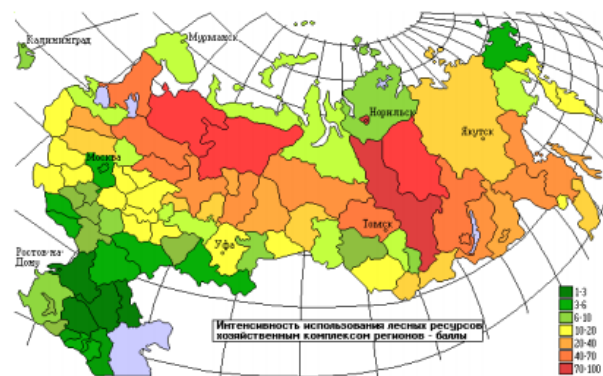 Калининград
Мурманск
Норильск
Якутск
Москва
Томск
Уфа
Ростов-на-
Дону
Интенсивность использования лесных ресурсов
хозяйственным комплексом регионов - баллы
1-3
3-6
6-10
10-20
20-40
40-70
70-100